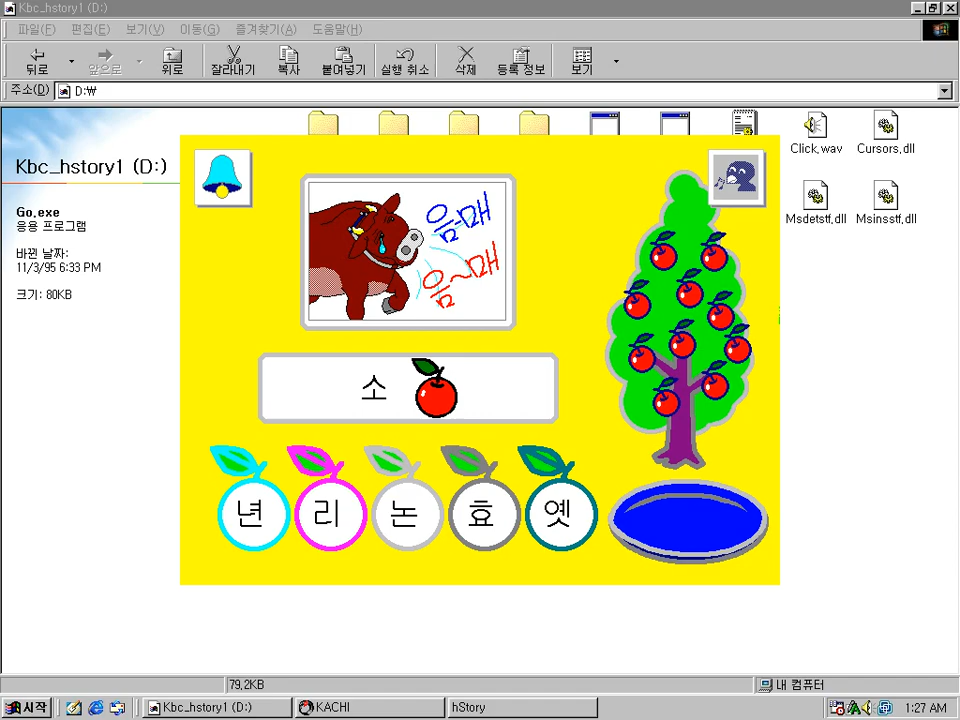 Kbc_hstory1 (D:)
파일(F) 편집(E) 보기(V) 이동(G) 즐겨찾기(A) 도움말(H)
뒤로 앞으로 위로 잘라내기 복사 붙여넣기 실행 취소 삭제 등록 정보 보기
주소(D) D:₩
Kbc_hstory1 (D:)
Go.exe
응용 프로그램
바뀐 날짜:
11/3/95 6:33 PM
크기: 80KB
Click.wav Cursors.dll
Msdetstf.dll Msinsstf.dll
음-매
음~매
소
년 리 논 효 옛
79.2KB 내 컴퓨터
시작 Kbc_hstory1 (D:) KACHI hStory 1:27 AM